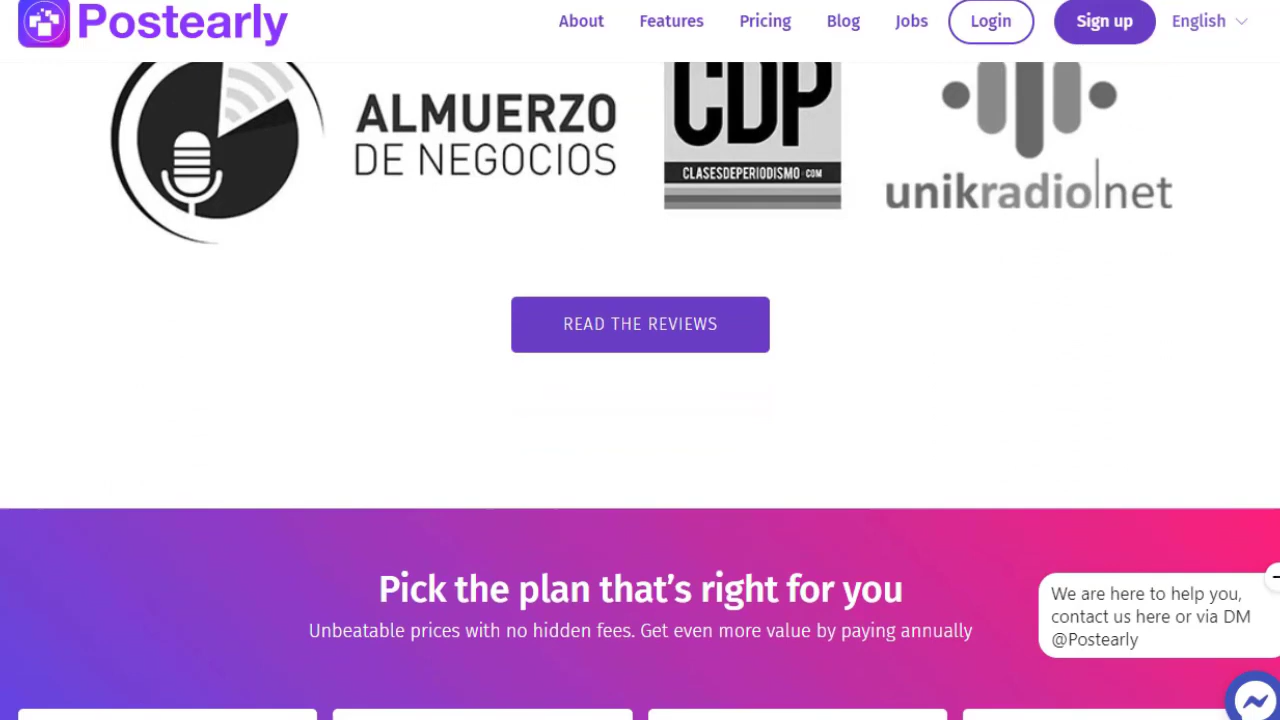 Postearly
About Features Pricing Blog Jobs Login Sign up English
ALMUERZO
DE NEGOCIOS
CDP
CLASESDEPERIODISMO.COM
unikradio|net
READ THE REVIEWS
Pick the plan that's right for you
Unbeatable prices with no hidden fees. Get even more value by paying annually
We are here to help you,
contact us here or via DM
@Postearly